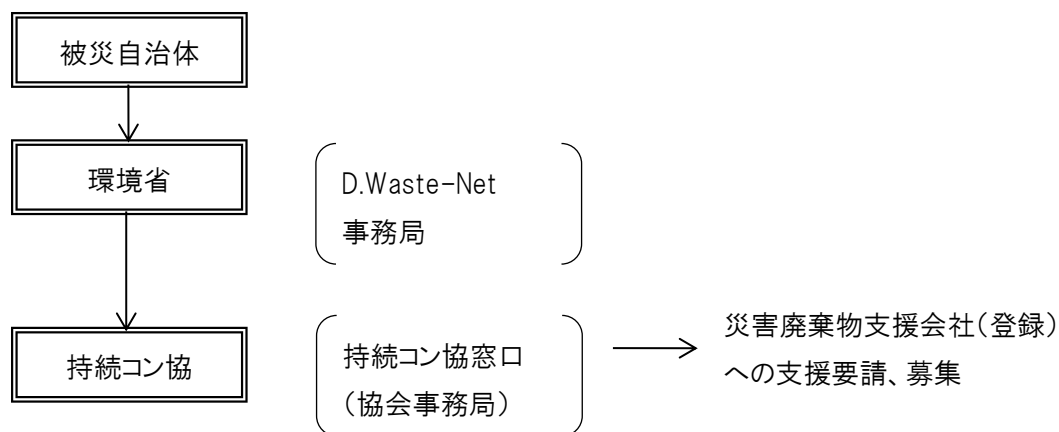 被災自治体
環境省
D.Waste-Net
事務局
持続コン協
持続コン協窓口
（協会事務局）
災害廃棄物支援会社（登録）
への支援要請、募集